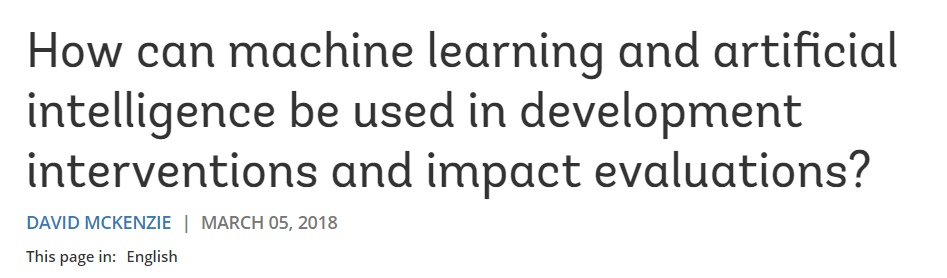 How can machine learning and artificial
intelligence be used in development
interventions and impact evaluations?
DAVID MCKENZIE | MARCH 05, 2018
This page in: English